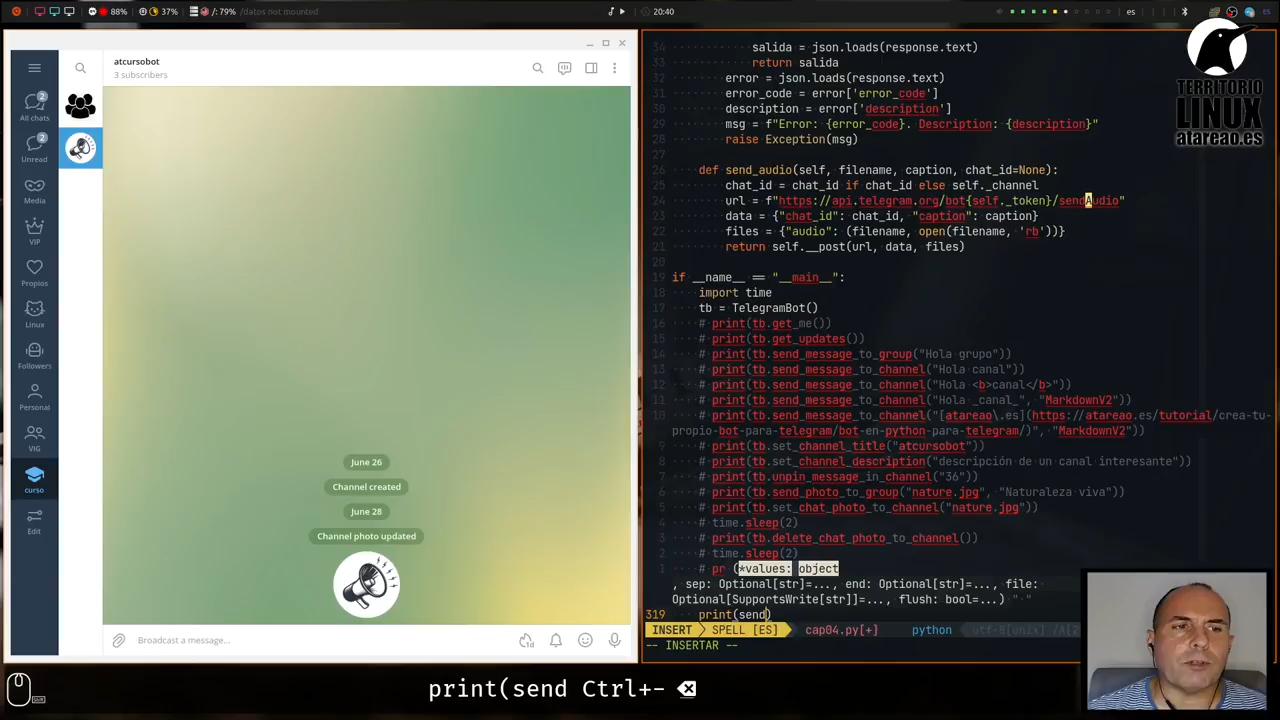 88% 37% /: 79% /datos not mounted
20:40
es
atcursobot
3 subscribers
2
All chats
2
Unread
Media
VIP
Propios
Linux
Followers
Personal
VIG
curso
Edit
June 26
Channel created
June 28
Channel photo updated
Broadcast a message...
1d
34 salida = json.loads(response.text)
33 return salida
32 error = json.loads(response.text)
31 error_code = error['error_code']
30 description = error['description']
29 msg = f"Error: {error_code}. Description: {description}"
28 raise Exception(msg)
27
26 def send_audio(self, filename, caption, chat_id=None):
25 chat_id = chat_id if chat_id else self._channel
24 url = f"https://api.telegram.org/bot{self._token}/sendAudio"
23 data = {"chat_id": chat_id, "caption": caption}
22 files = {"audio": (filename, open(filename, 'rb'))}
21 return self.__post(url, data, files)
20
19 if __name__ == "__main__":
18 import time
17 tb = TelegramBot()
16 # print(tb.get_me())
15 # print(tb.get_updates())
14 # print(tb.send_message_to_group("Hola grupo"))
13 # print(tb.send_message_to_channel("Hola canal"))
12 # print(tb.send_message_to_channel("Hola <b>canal</b>"))
11 # print(tb.send_message_to_channel("Hola _canal_", "MarkdownV2"))
10 # print(tb.send_message_to_channel("[atareao\.es](https://atareao.es/tutorial/crea-tu-
propio-bot-para-telegram/bot-en-python-para-telegram/)", "MarkdownV2"))
9 # print(tb.set_channel_title("atcursobot"))
8 # print(tb.set_channel_description("descripción de un canal interesante"))
7 # print(tb.unpin_message_in_channel("36"))
6 # print(tb.send_photo_to_group("nature.jpg", "Naturaleza viva"))
5 # print(tb.set_chat_photo_to_channel("nature.jpg"))
4 # time.sleep(2)
3 # print(tb.delete_chat_photo_to_channel())
2 # time.sleep(2)
1 # pr (*values: object
, sep: Optional[str]=..., end: Optional[str]=..., file:
Optional[SupportsWrite[str]]=..., flush: bool=...) " "
319 print(send)
INSERT SPELL [ES] cap04.py[+] python utf-8[unix]
-- INSERTAR --
TERRITORIO
LINUX
atareao.es
print(send Ctrl+-